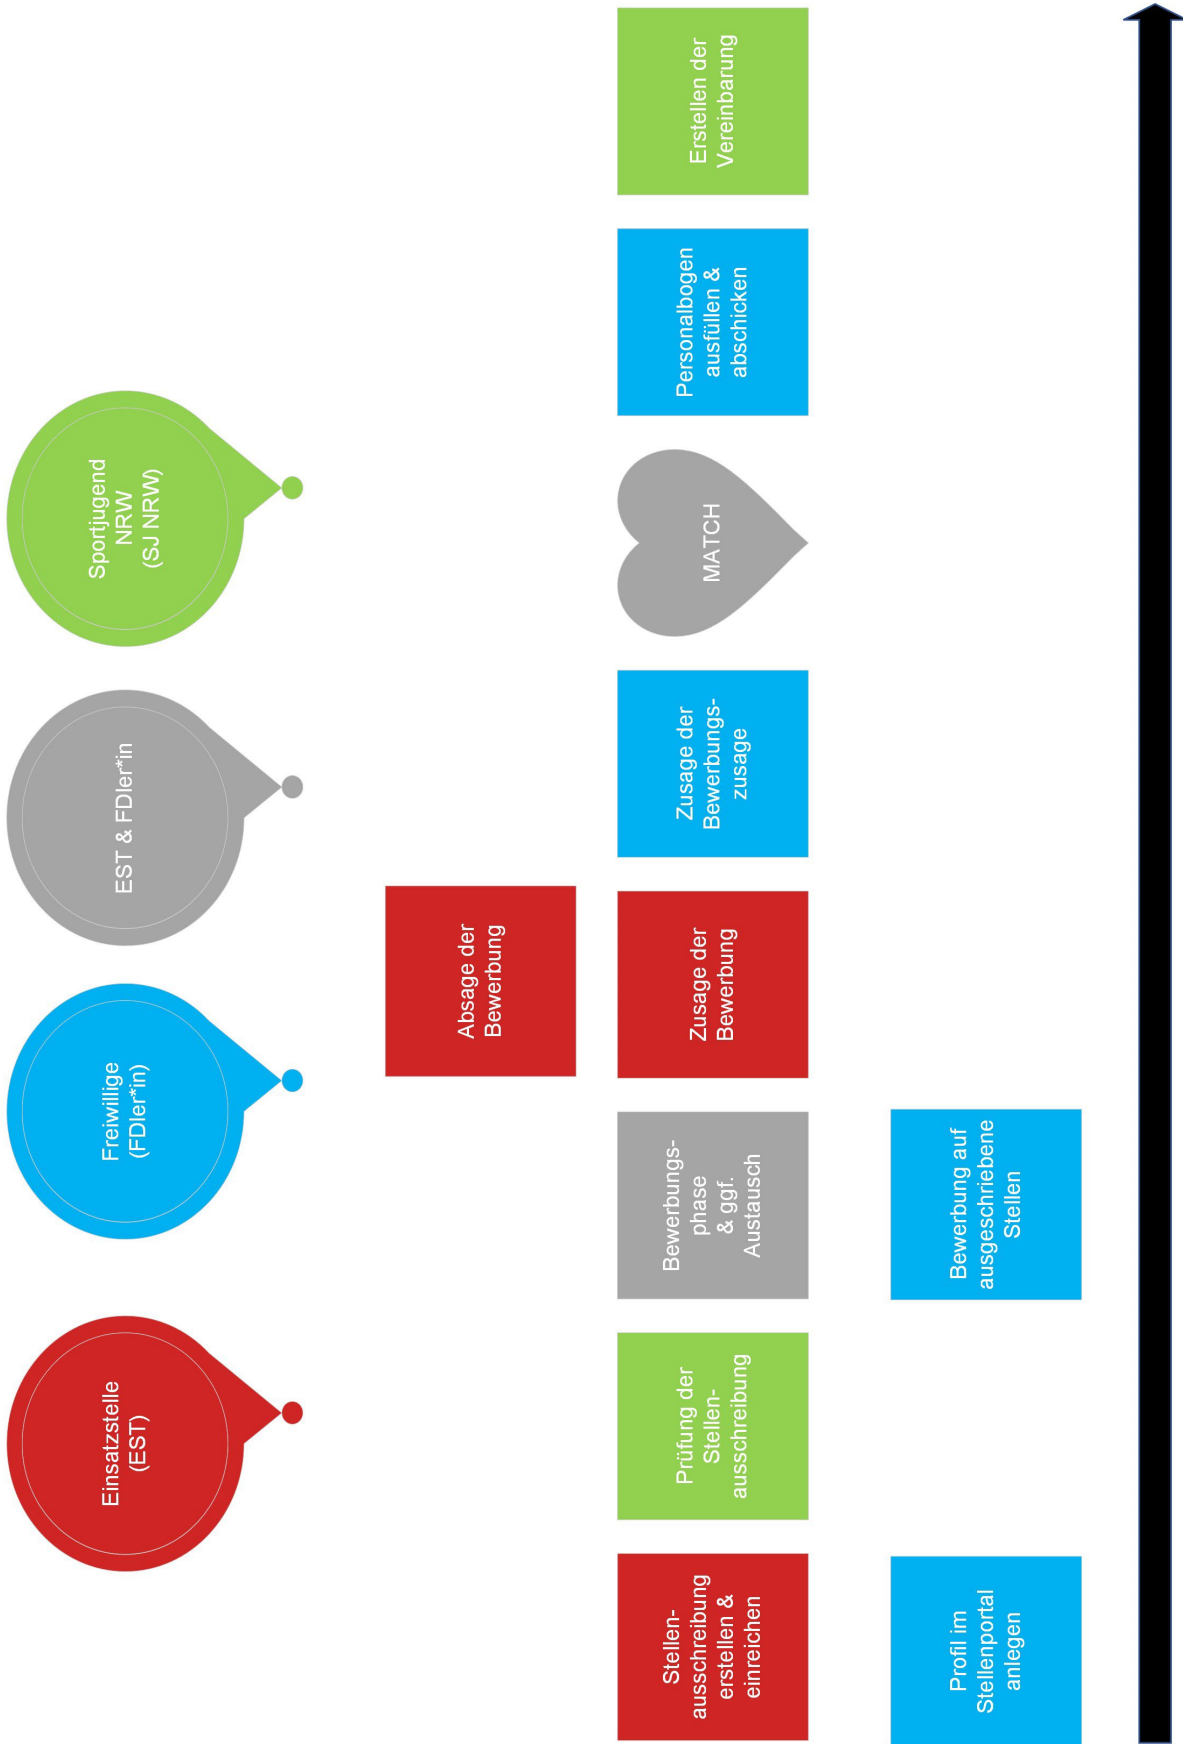 Einsatzstelle
(EST)
Freiwillige
(FDler*in)
EST & FDler*in
Sportjugend
NRW
(SJ NRW)
Absage der
Bewerbung
Stellen-
ausschreibung
erstellen &
einreichen
Prüfung der
Stellen-
ausschreibung
Bewerbungs-
phase
& ggf.
Austausch
Zusage der
Bewerbung
Zusage der
Bewerbungs-
zusage
MATCH
Personalbogen
ausfüllen &
abschicken
Erstellen der
Vereinbarung
Profil im
Stellenportal
anlegen
Bewerbung auf
ausgeschriebene
Stellen